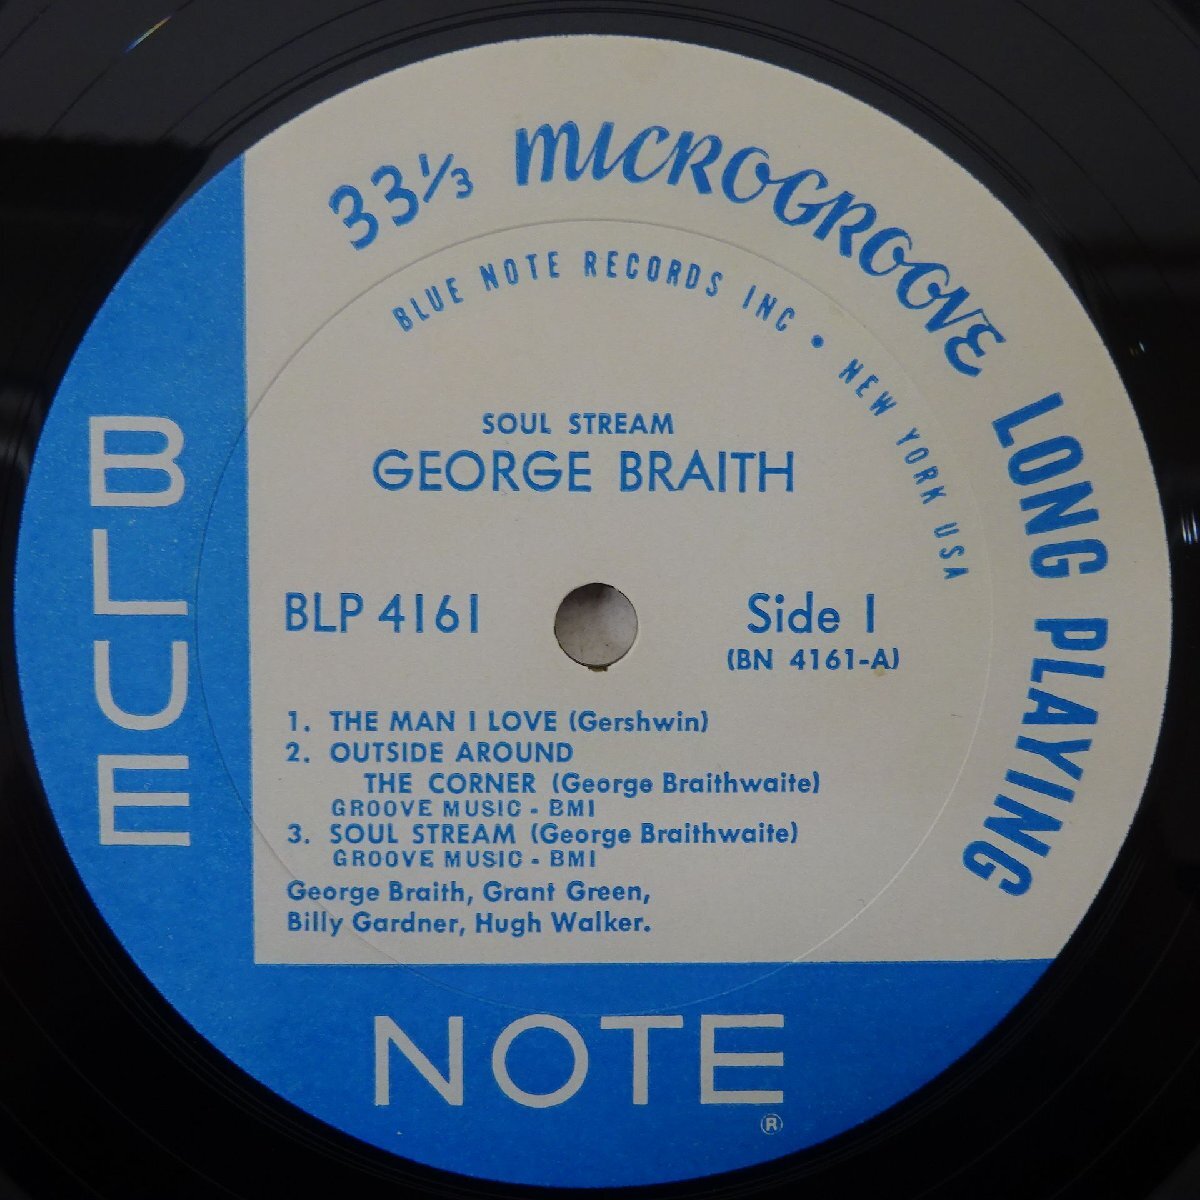 33 1/3 MICROGROOVE LONG PLAYING
BLUE NOTE RECORDS INC • NEW YORK USA
SOUL STREAM
GEORGE BRAITH
BLP 4161
Side 1
(BN 4161-A)
1. THE MAN I LOVE (Gershwin)
2. OUTSIDE AROUND
THE CORNER (George Braithwaite)
GROOVE MUSIC - BMI
3. SOUL STREAM (George Braithwaite)
GROOVE MUSIC - BMI
George Braith, Grant Green,
Billy Gardner, Hugh Walker.
BLUE
NOTE
®